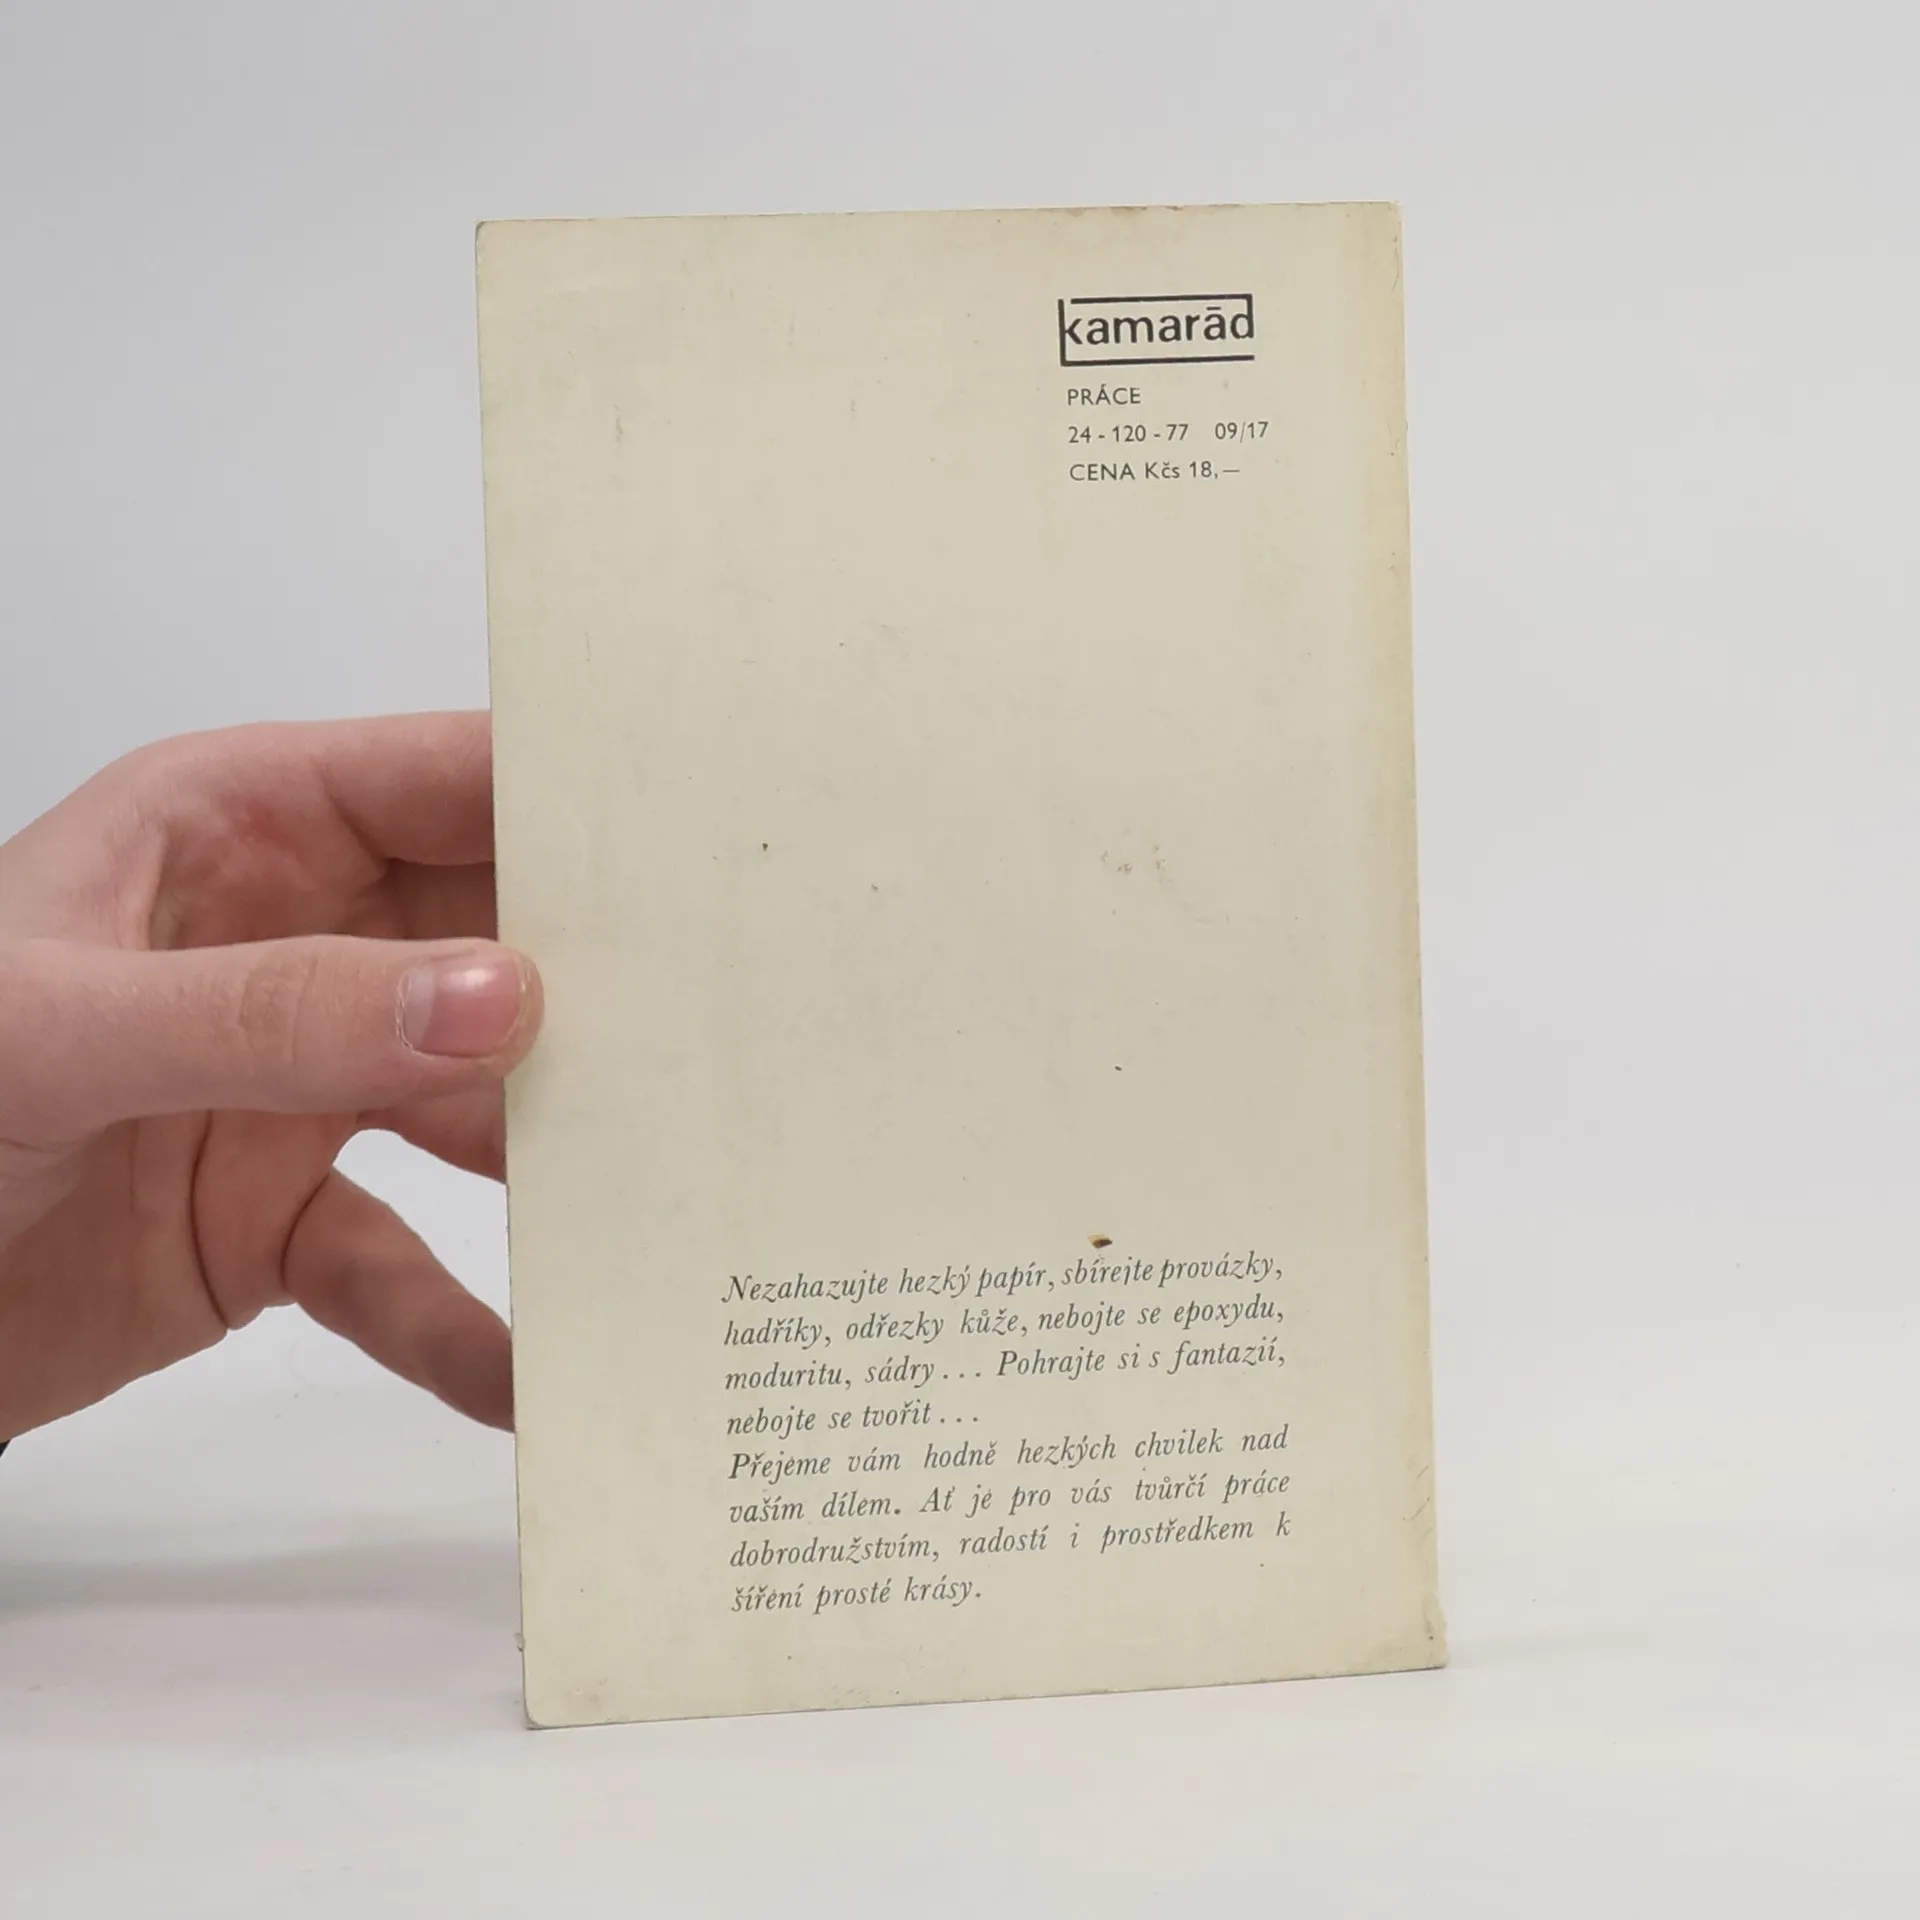 kamarād
PRÁCE
24 - 120 - 77 09/17
CENA Kčs 18,—
Nezahazujte hezký papír, sbírejte provázky,
hadříky, odřezky kůže, nebojte se epoxydu,
moduritu, sádry... Pohrajte si s fantazií,
nebojte se tvořit...
Přejeme vám hodně hezkých chvilek nad
vaším dílem. Ať je pro vás tvůrčí práce
dobrodružstvím, radostí i prostředkem k
šíření prosté krásy.